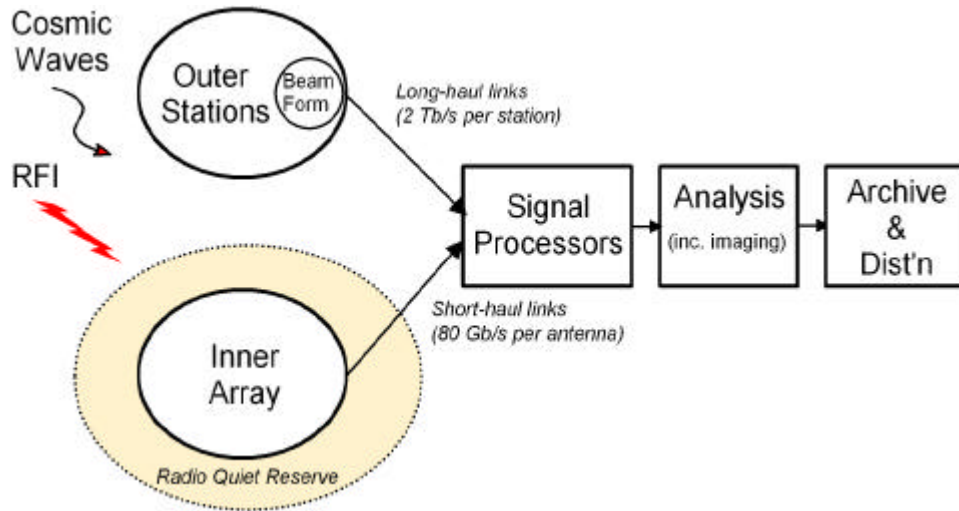 Cosmic
Waves
RFI
Outer
Stations
Beam
Form
Long-haul links
(2 Tb/s per station)
Signal
Processors
Analysis
(inc. imaging)
Archive
&
Dist'n
Short-haul links
(80 Gb/s per antenna)
Inner
Array
Radio Quiet Reserve